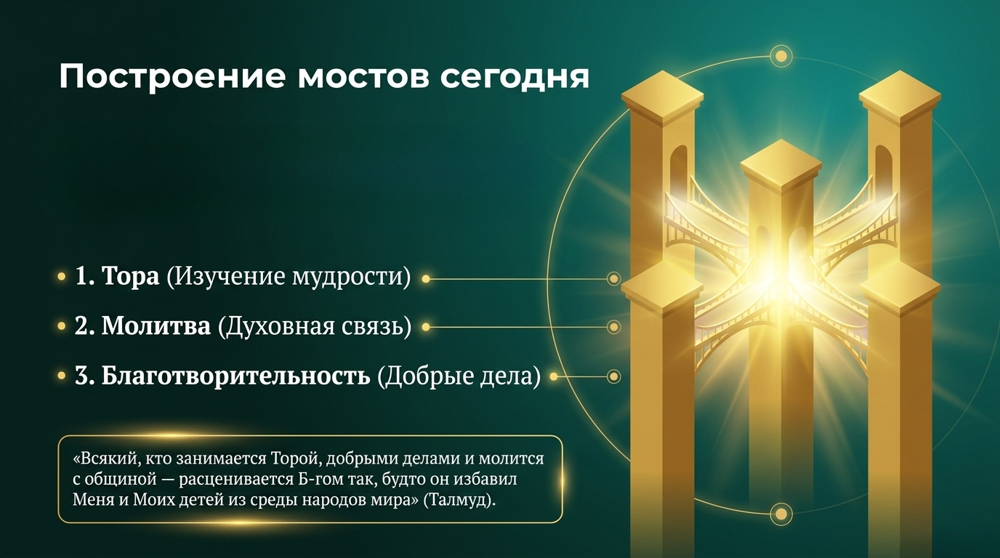 Построение мостов сегодня
• 1. Тора (Изучение мудрости)
• 2. Молитва (Духовная связь)
• 3. Благотворительность (Добрые дела)
«Всякий, кто занимается Торой, добрыми делами и молится
с общиной — расценивается Б-гом так, будто он избавил
Меня и Моих детей из среды народов мира» (Талмуд).